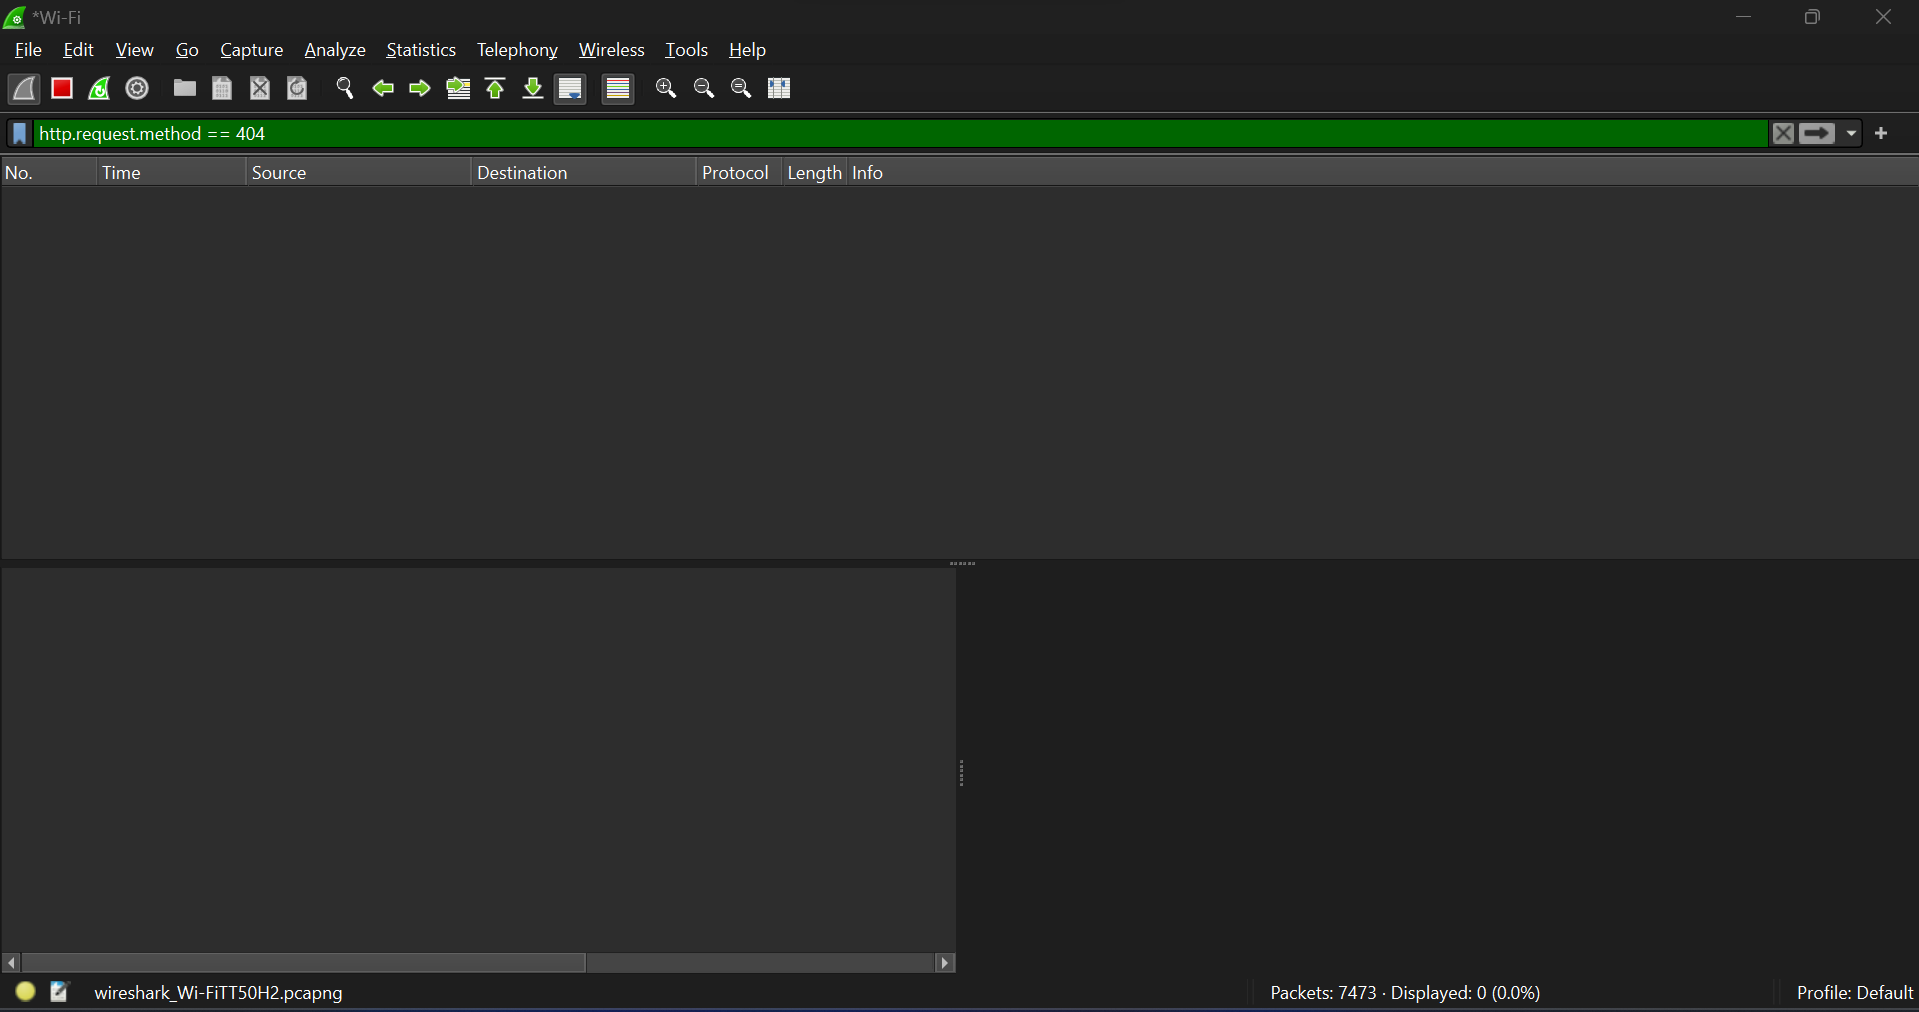 *Wi-Fi
File Edit View Go Capture Analyze Statistics Telephony Wireless Tools Help
http.request.method == 404
No. Time Source Destination Protocol Length Info
wireshark_Wi-FiTT50H2.pcapng Packets: 7473 · Displayed: 0 (0.0%) Profile: Default